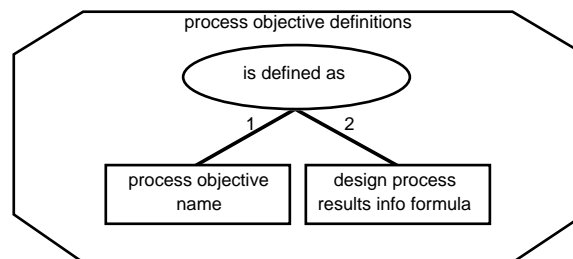 process objective definitions
is defined as
1
2
process objective
name
design process
results info formula